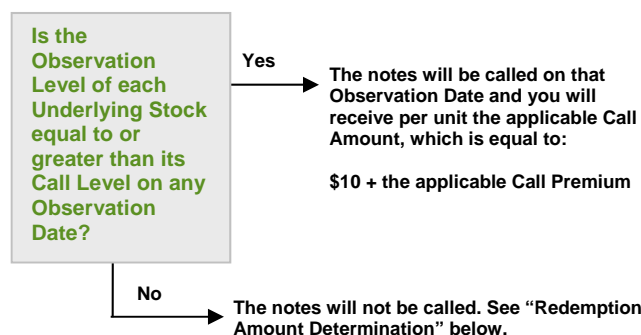 Is the
Observation
Level of each
Underlying Stock
equal to or
greater than its
Call Level on any
Observation
Date?
Yes
The notes will be called on that
Observation Date and you will
receive per unit the applicable Call
Amount, which is equal to:
$10 + the applicable Call Premium
No
The notes will not be called. See “Redemption
Amount Determination” below.